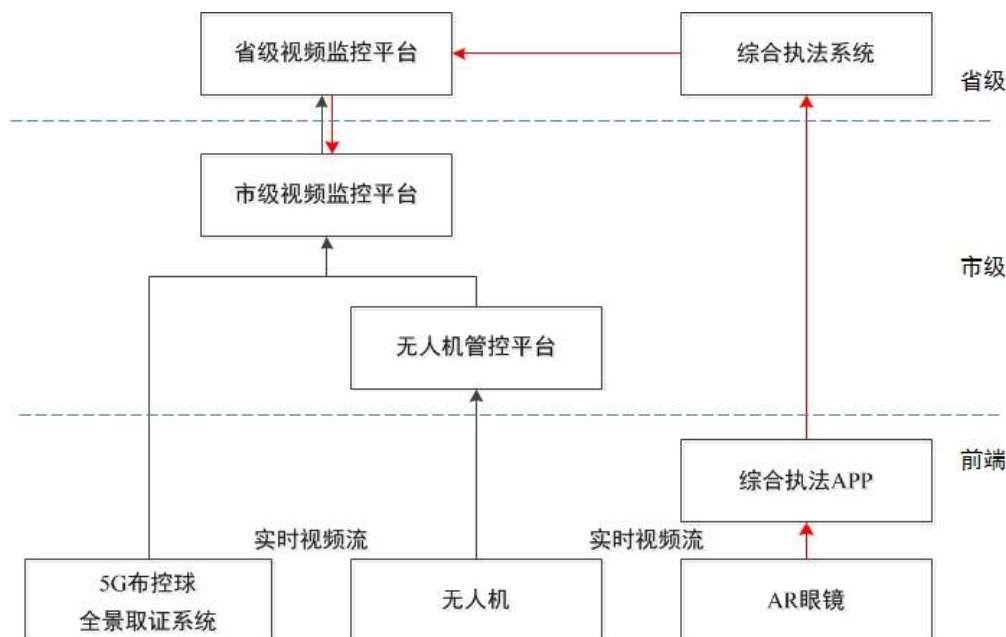 省级视频监控平台
综合执法系统
省级
市级视频监控平台
市级
无人机管控平台
前端
综合执法APP
实时视频流
实时视频流
5G布控球
全景取证系统
无人机
AR眼镜